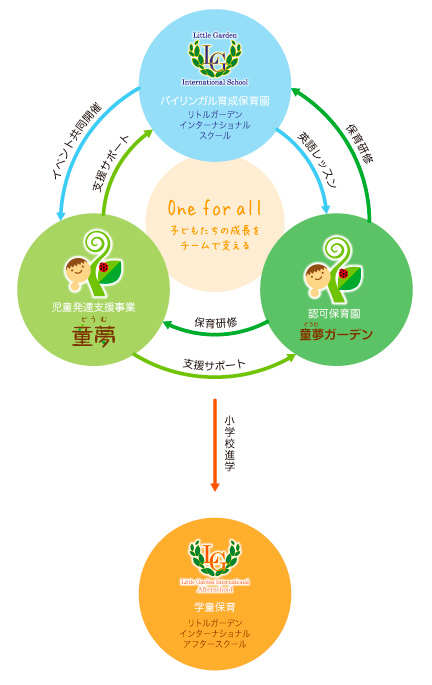 Little Garden
LG
International School
バイリンガル育成保育園
リトルガーデン
インターナショナル
スクール
イベント共同開催
支援サポート
英語レッスン
保育研修
One for all
子どもたちの成長を
チームで支える
児童発達支援事業
どうむ
童夢
認可保育園
どうむ
童夢ガーデン
保育研修
支援サポート
小学校進学
LG
Little Garden International
Afterschool
学童保育
リトルガーデン
インターナショナル
アフタースクール